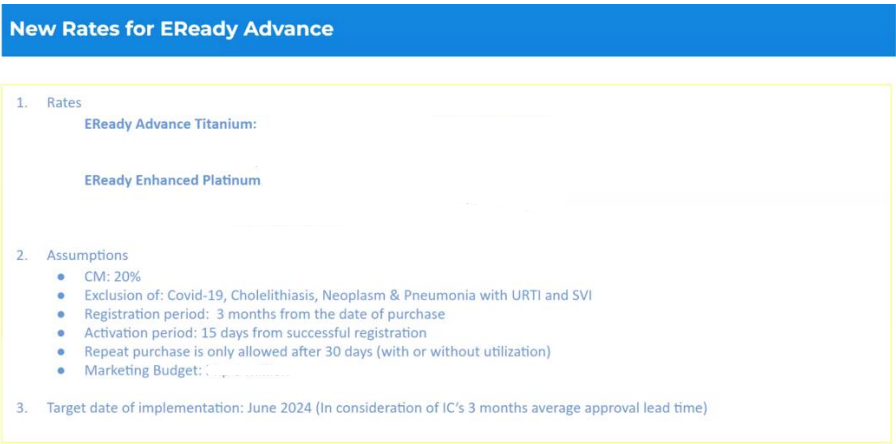 New Rates for EReady Advance
1. Rates
EReady Advance Titanium:
EReady Enhanced Platinum
2. Assumptions
● CM: 20%
● Exclusion of: Covid-19, Cholelithiasis, Neoplasm & Pneumonia with URTI and SVI
● Registration period: 3 months from the date of purchase
● Activation period: 15 days from successful registration
● Repeat purchase is only allowed after 30 days (with or without utilization)
● Marketing Budget:
3. Target date of implementation: June 2024 (In consideration of IC's 3 months average approval lead time)